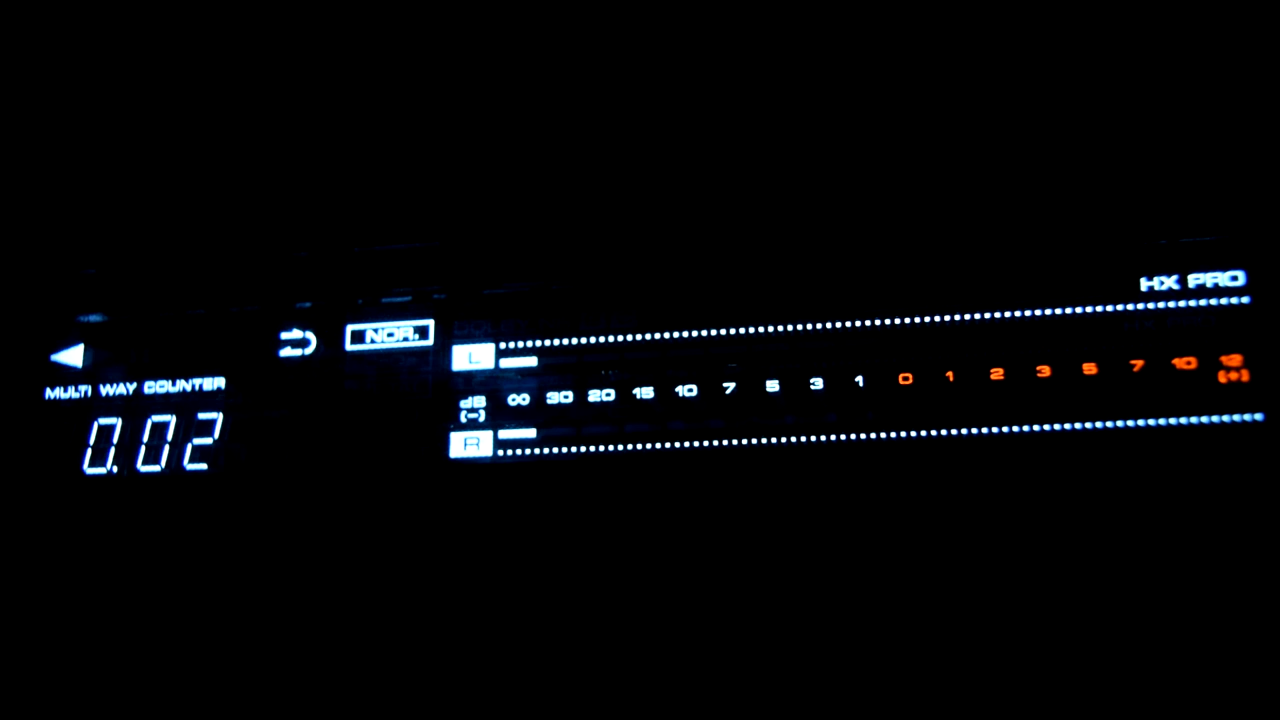 HX PRO
NOR.
L
MULTI WAY COUNTER
0.02
dB ∞ 30 20 15 10 7 5 3 1 0 1 2 3 5 7 10 12
(-) (+)
R